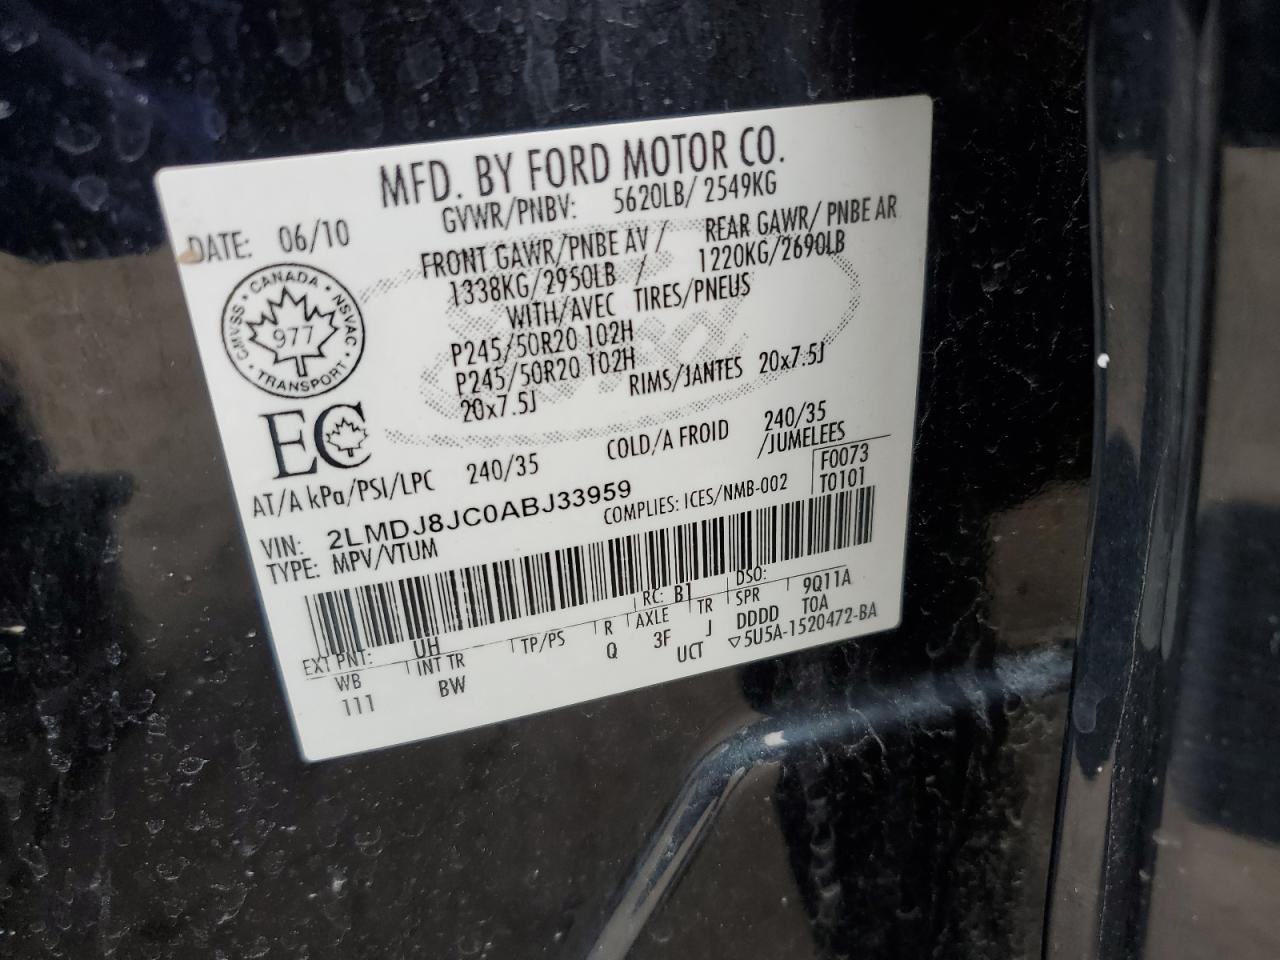 MFD. BY FORD MOTOR CO.
DATE: 06/10 GVWR/PNBV: 5620LB/ 2549KG
FRONT GAWR/PNBE AV / REAR GAWR/ PNBE AR
1338KG/2950LB / 1220KG/2690LB
WITH/AVEC TIRES/PNEUS
P245/50R20 102H
P245/50R20 102H
20x7.5J RIMS/JANTES 20x7.5J
CANADA
CMVSS NSVAC
977
TRANSPORT
EC
AT/A kPa/PSI/LPC 240/35 COLD/A FROID 240/35
/JUMELEES
VIN: 2LMDJ8JC0ABJ33959 COMPLIES: ICES/NMB-002 F0073
TYPE: MPV/VTUM T0101
EXT PNT: UH RC: B1 DSO:
WB INT TR TP/PS R AXLE TR SPR 9Q11A
111 BW Q 3F J DDDD TOA
UCT ▽5U5A-1520472-BA